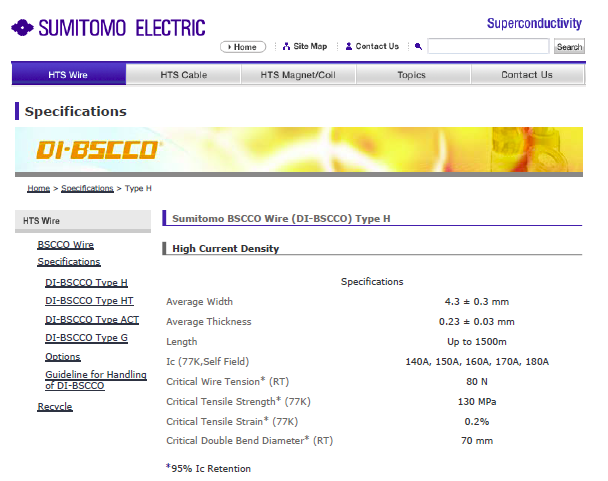 SUMITOMO ELECTRIC
Superconductivity
Home
Site Map
Contact Us
Search
HTS Wire
HTS Cable
HTS Magnet/Coil
Topics
Contact Us
Specifications
DI-BSCCO®
Home > Specifications > Type H
HTS Wire
BSCCO Wire
Specifications
DI-BSCCO Type H
DI-BSCCO Type HT
DI-BSCCO Type ACT
DI-BSCCO Type G
Options
Guideline for Handling
of DI-BSCCO
Recycle
Sumitomo BSCCO Wire (DI-BSCCO) Type H
High Current Density
Specifications
Average Width 4.3 ± 0.3 mm
Average Thickness 0.23 ± 0.03 mm
Length Up to 1500m
Ic (77K,Self Field) 140A, 150A, 160A, 170A, 180A
Critical Wire Tension* (RT) 80 N
Critical Tensile Strength* (77K) 130 MPa
Critical Tensile Strain* (77K) 0.2%
Critical Double Bend Diameter* (RT) 70 mm
*95% Ic Retention